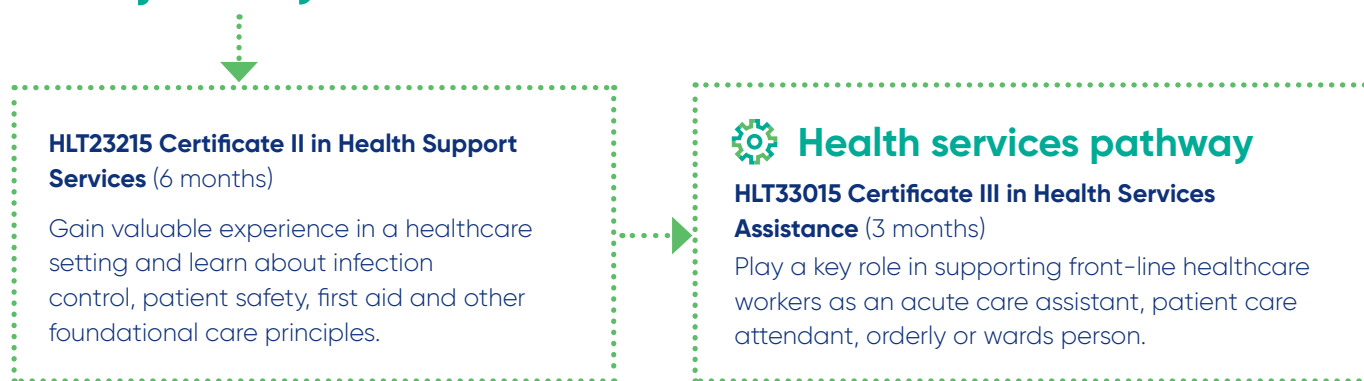 HLT23215 Certificate II in Health Support
Services (6 months)
Gain valuable experience in a healthcare
setting and learn about infection
control, patient safety, first aid and other
foundational care principles.
Health services pathway
HLT33015 Certificate III in Health Services
Assistance (3 months)
Play a key role in supporting front-line healthcare
workers as an acute care assistant, patient care
attendant, orderly or wards person.